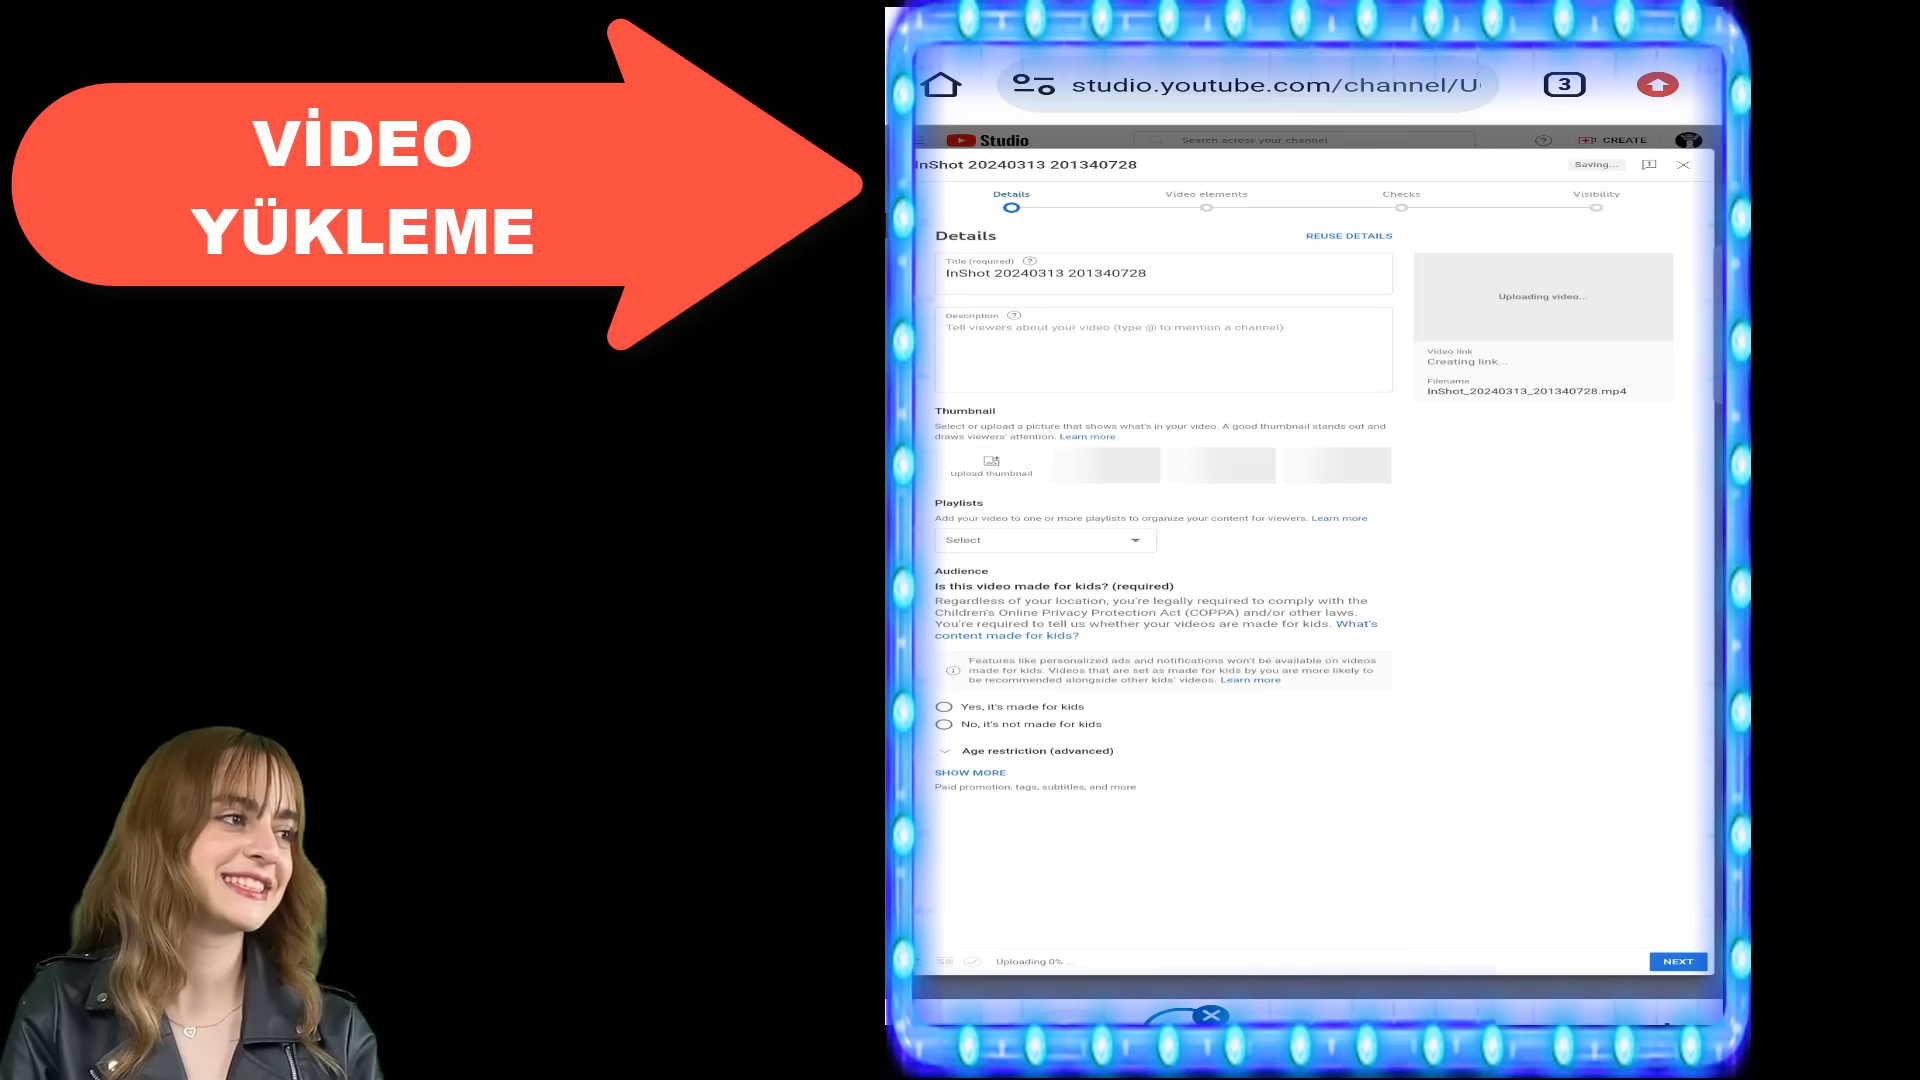 VİDEO
YÜKLEME
studio.youtube.com/channel/U
3
Studio
Search across your channel
CREATE
InShot 20240313 201340728
Saving...
Details
Video elements
Checks
Visibility
Details
REUSE DETAILS
Title (required)
InShot 20240313 201340728
Description
Tell viewers about your video (type @ to mention a channel)
Uploading video...
Video link
Creating link...
Filename
InShot_20240313_201340728.mp4
Thumbnail
Select or upload a picture that shows what's in your video. A good thumbnail stands out and
draws viewers' attention. Learn more
Upload thumbnail
Playlists
Add your video to one or more playlists to organize your content for viewers. Learn more
Select
Audience
Is this video made for kids? (required)
Regardless of your location, you're legally required to comply with the
Children's Online Privacy Protection Act (COPPA) and/or other laws.
You're required to tell us whether your videos are made for kids. What's
content made for kids?
Features like personalized ads and notifications won't be available on videos
made for kids. Videos that are set as made for kids by you are more likely to
be recommended alongside other kids' videos. Learn more
Yes, it's made for kids
No, it's not made for kids
Age restriction (advanced)
SHOW MORE
Paid promotion, tags, subtitles, and more
SD
Uploading 0% ...
NEXT